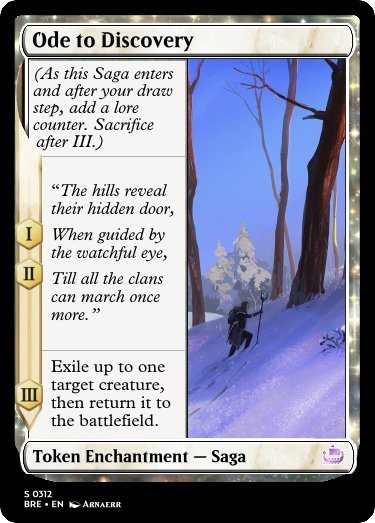 Ode to Discovery
(As this Saga enters
and after your draw
step, add a lore
counter. Sacrifice
after III.)
I
II
“The hills reveal
their hidden door,
When guided by
the watchful eye,
Till all the clans
can march once
more.”
III
Exile up to one
target creature,
then return it to
the battlefield.
Token Enchantment — Saga
S 0312
BRE • EN Arnaerr